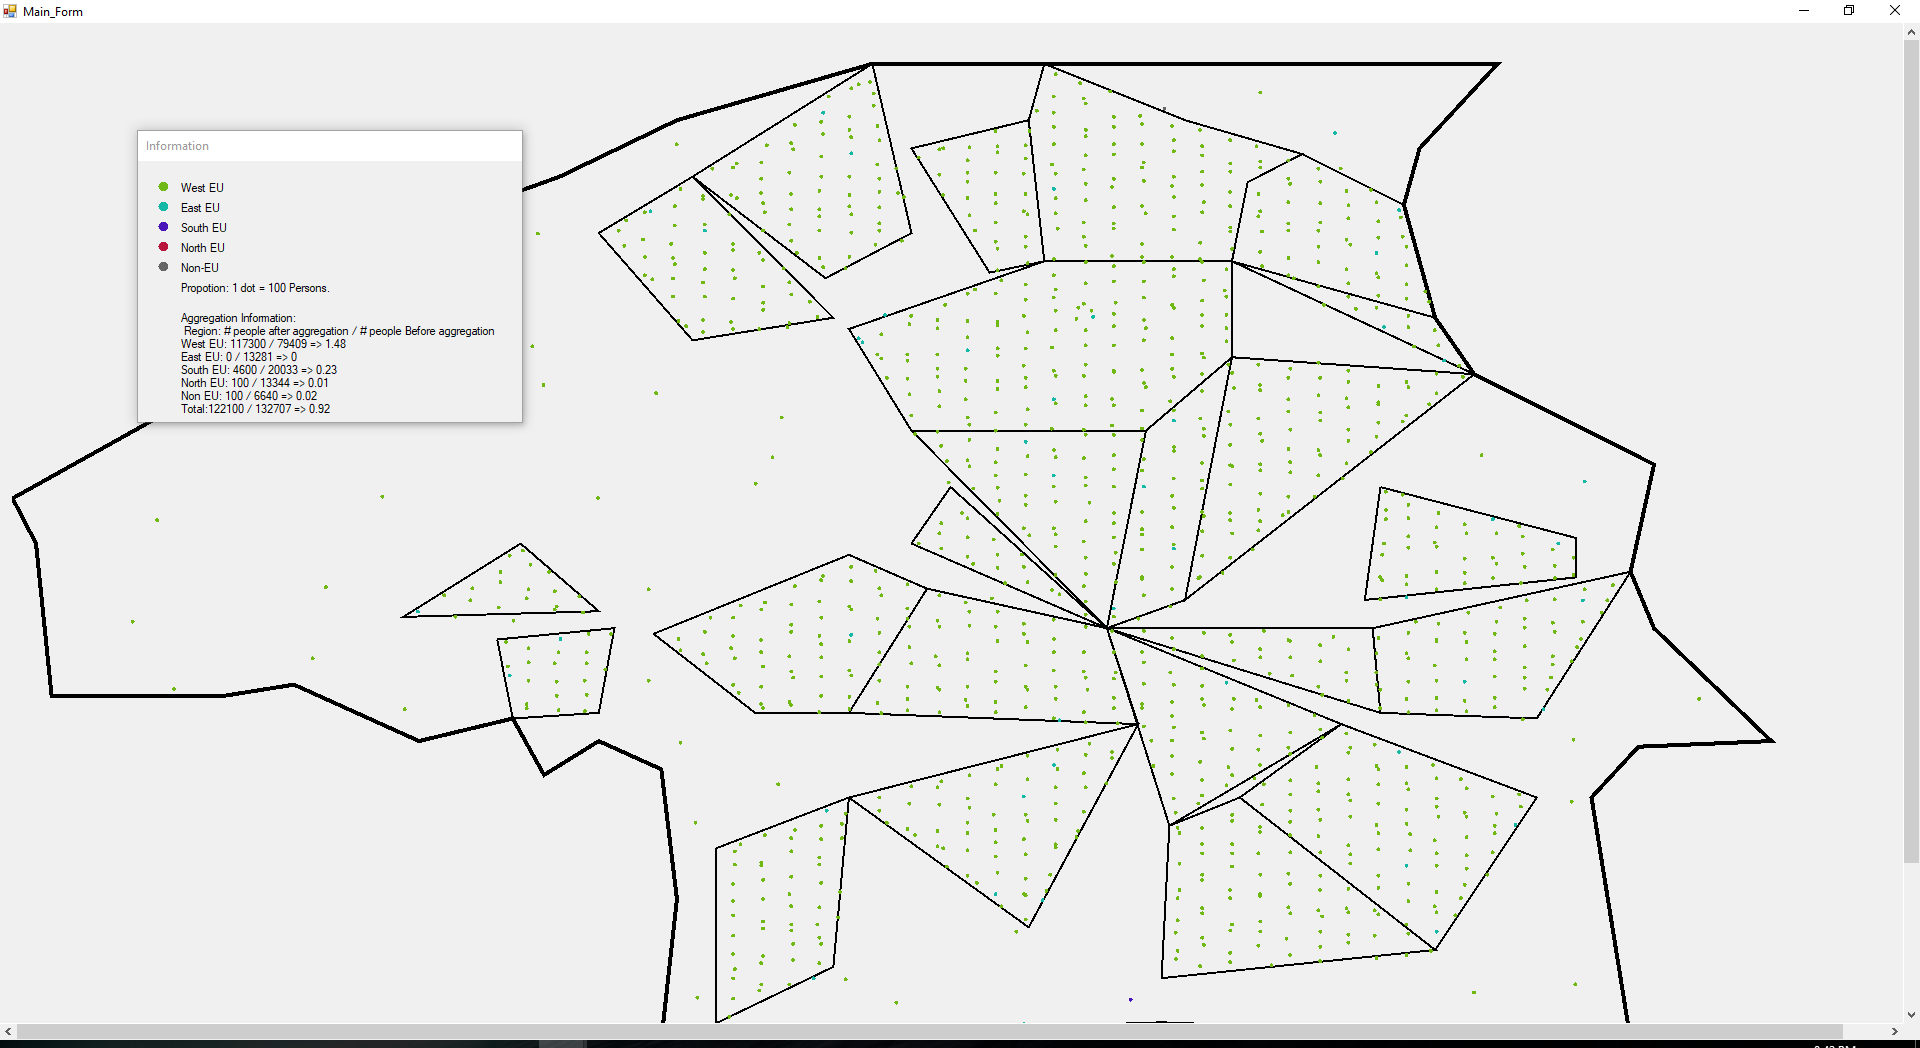 Main_Form
Information
West EU
East EU
South EU
North EU
Non-EU
Propotion: 1 dot = 100 Persons.
Aggregation Information:
Region: # people after aggregation / # people Before aggregation
West EU: 117300 / 79409 => 1.48
East EU: 0 / 13281 => 0
South EU: 4600 / 20033 => 0.23
North EU: 100 / 13344 => 0.01
Non EU: 100 / 6640 => 0.02
Total:122100 / 132707 => 0.92